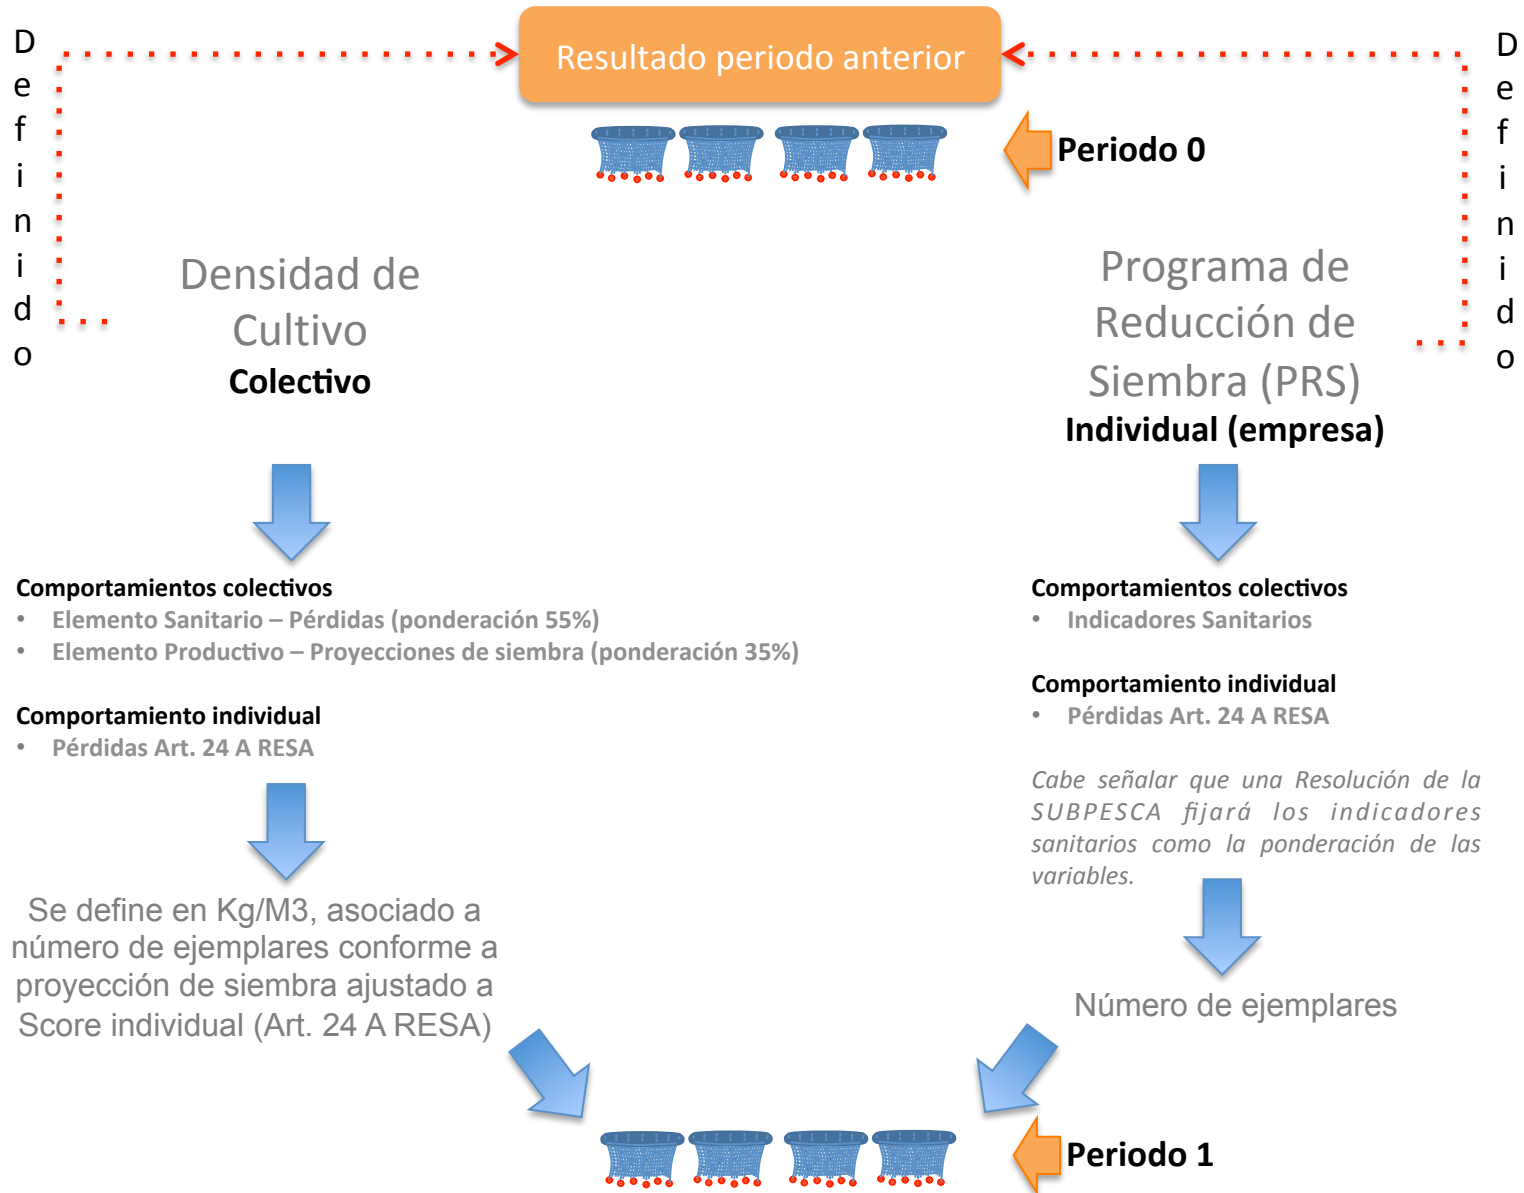 Resultado periodo anterior
Definido
Definido
Periodo 0
Densidad de
Cultivo
Colectivo
Programa de
Reducción de
Siembra (PRS)
Individual (empresa)
Comportamientos colectivos
• Elemento Sanitario – Pérdidas (ponderación 55%)
• Elemento Productivo – Proyecciones de siembra (ponderación 35%)
Comportamiento individual
• Pérdidas Art. 24 A RESA
Comportamientos colectivos
• Indicadores Sanitarios
Comportamiento individual
• Pérdidas Art. 24 A RESA
Cabe señalar que una Resolución de la
SUBPESCA fijará los indicadores
sanitarios como la ponderación de las
variables.
Se define en Kg/M3, asociado a
número de ejemplares conforme a
proyección de siembra ajustado a
Score individual (Art. 24 A RESA)
Número de ejemplares
Periodo 1